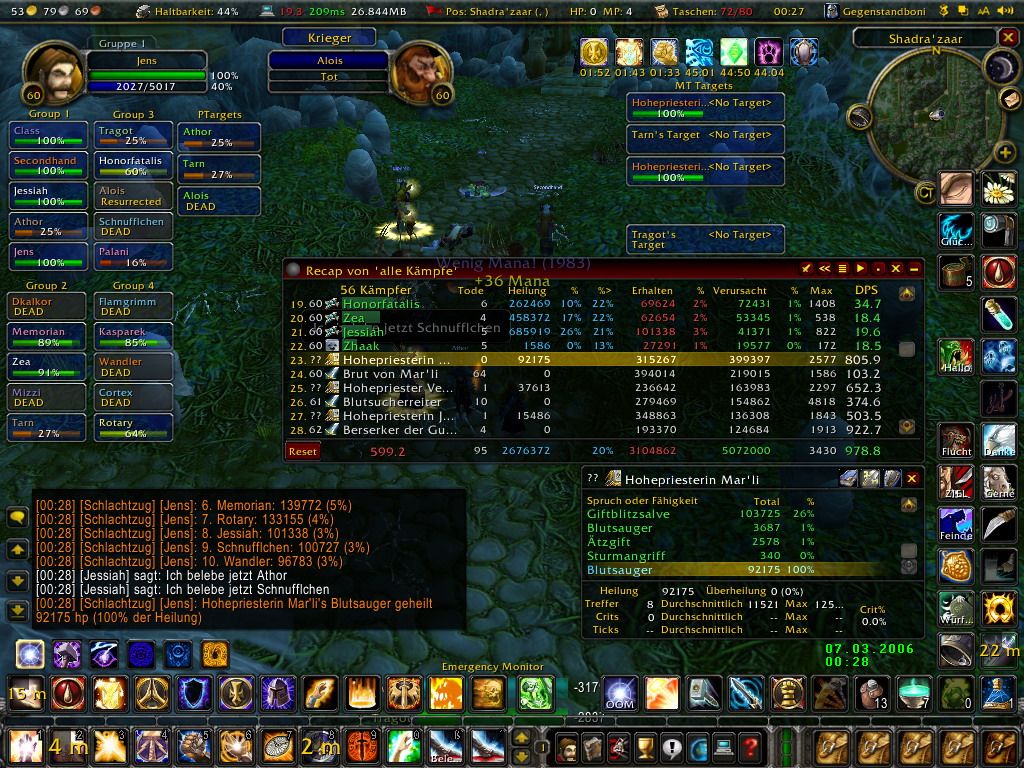 53 79 69 Haltbarkeit: 44% 19.3 209ms 26.844MB Pos: Shadra'zaar (, ) HP: 0 MP: 4 Taschen: 72/80 00:27 Gegenstandboni
Gruppe 1
Jens
100%
2027/5017 40%
60
Krieger
Alois
Tot
60
01:52 01:43 01:33 45:01 44:50 44:04
Shadra'zaar
N
MT Targets
Hohepriesteri... <No Target>
100%
Tarn's Target <No Target>
Hohepriesteri... <No Target>
100%
Tragot's Target <No Target>
Group 1
Class 100%
Secondhand 100%
Jessiah 100%
Athor 25%
Jens 100%
Group 3
Tragot 25%
Honorfatalis 60%
Alois Resurrected
Schnufflchen DEAD
Palani 16%
PTargets
Athor 25%
Tarn 27%
Alois DEAD
Group 2
Dkalkor DEAD
Memorian 89%
Zea 91%
Mizzi DEAD
Tarn 27%
Group 4
Flamgrimm DEAD
Kasparek 85%
Wandler DEAD
Cortex DEAD
Rotary 64%
Secondhand
Wenig Mana! (1983)
+36 Mana
Recap von 'alle Kämpfe'
56 Kämpfer Tode Heilung % %> Erhalten % Verursacht % Max DPS
19. 60 Honorfatalis 6 262469 10% 22% 69624 2% 72431 1% 1408 34.7
20. 60 Zea 4 458372 17% 22% 62654 2% 53345 1% 538 18.4
21. 60 Jessiah 5 685919 26% 21% 101338 3% 41371 1% 822 19.6
22. 60 Zhaak 5 1586 0% 13% 27291 1% 19577 0% 172 18.5
23. ?? Hohepriesterin ... 0 92175 315267 399397 2577 805.9
24. 60 Brut von Mar'li 64 0 394014 219015 1586 103.2
25. ?? Hohepriester Ve... 1 37613 236642 163983 2297 652.3
26. 61 Blutsucherreiter 10 0 279469 154862 4818 374.6
27. ?? Hohepriesterin J... 1 15486 348863 136308 1843 503.5
28. 62 Berserker der Gu... 4 0 193370 124684 1913 922.7
Reset 599.2 95 2676372 20% 3104862 5072000 3430 978.8
jetzt Schnufflchen
?? Hohepriesterin Mar'li
Spruch oder Fähigkeit Total %
Giftblitzsalve 103725 26%
Blutsauger 3687 1%
Ätzgift 2578 1%
Sturmangriff 340 0%
Blutsauger 92175 100%
Heilung 92175 Überheilung 0 (0%)
Treffer 8 Durchschnittlich 11521 Max 125...
Crits 0 Durchschnittlich -- Max --
Ticks -- Durchschnittlich -- Max --
Crit%
0.0%
[00:28] [Schlachtzug] [Jens]: 6. Memorian: 139772 (5%)
[00:28] [Schlachtzug] [Jens]: 7. Rotary: 133155 (4%)
[00:28] [Schlachtzug] [Jens]: 8. Jessiah: 101338 (3%)
[00:28] [Schlachtzug] [Jens]: 9. Schnufflchen: 100727 (3%)
[00:28] [Schlachtzug] [Jens]: 10. Wandler: 96783 (3%)
[00:28] [Jessiah] sagt: Ich belebe jetzt Athor
[00:28] [Jessiah] sagt: Ich belebe jetzt Schnufflchen
[00:28] [Schlachtzug] [Jens]: Hohepriesterin Mar'li's Blutsauger geheilt
92175 hp (100% der Heilung)
07.03.2006
00:28
Emergency Monitor
CT
Glüc...
5
Hallo
Flucht
Danke
ZIEL
Gerne
Feinde
Würf...
22 m
15 m
-317
OOM
13
7
0
Tragot
4 m
2 m
Bele...
1